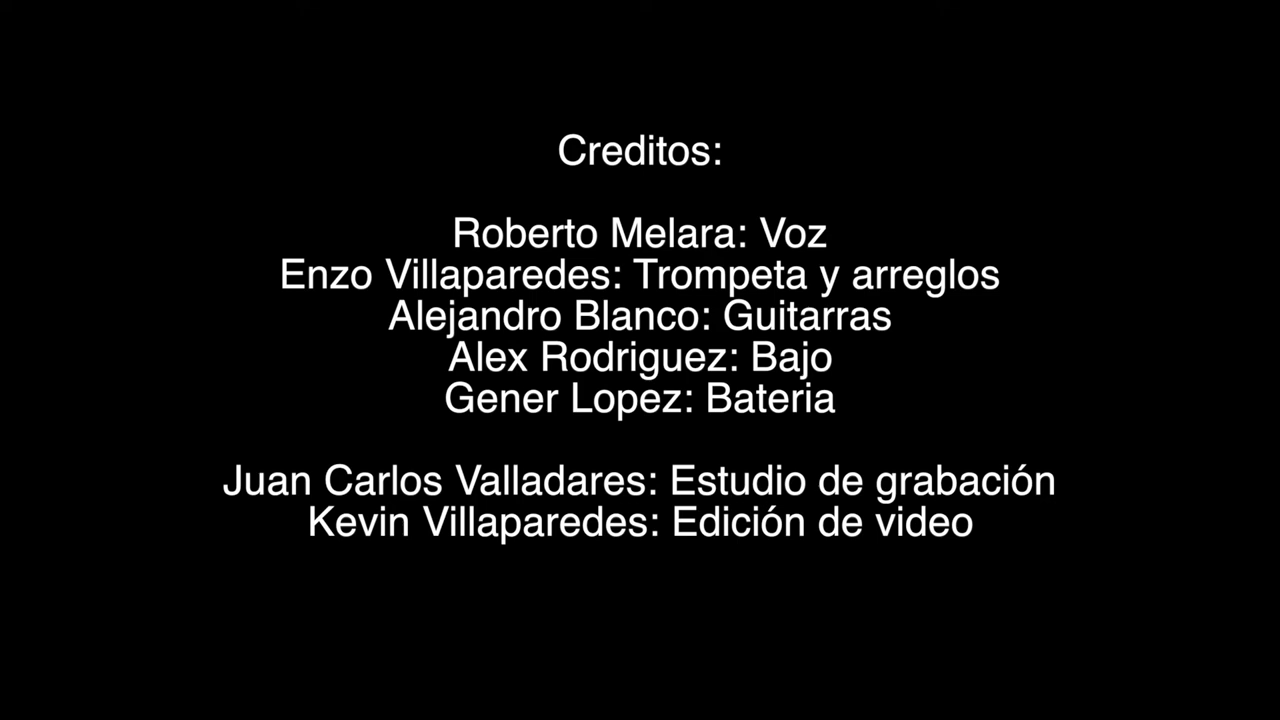 Creditos:
Roberto Melara: Voz
Enzo Villaparedes: Trompeta y arreglos
Alejandro Blanco: Guitarras
Alex Rodriguez: Bajo
Gener Lopez: Bateria
Juan Carlos Valladares: Estudio de grabación
Kevin Villaparedes: Edición de video